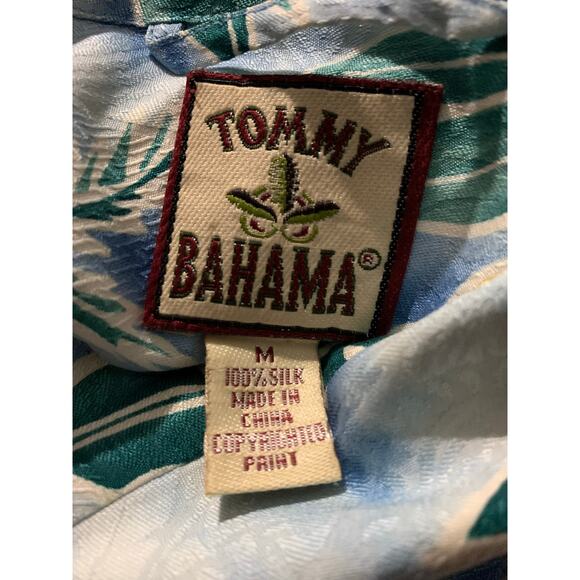 TOMMY
BAHAMA®
M
100% SILK
MADE IN
CHINA
COPYRIGHTED
PRINT